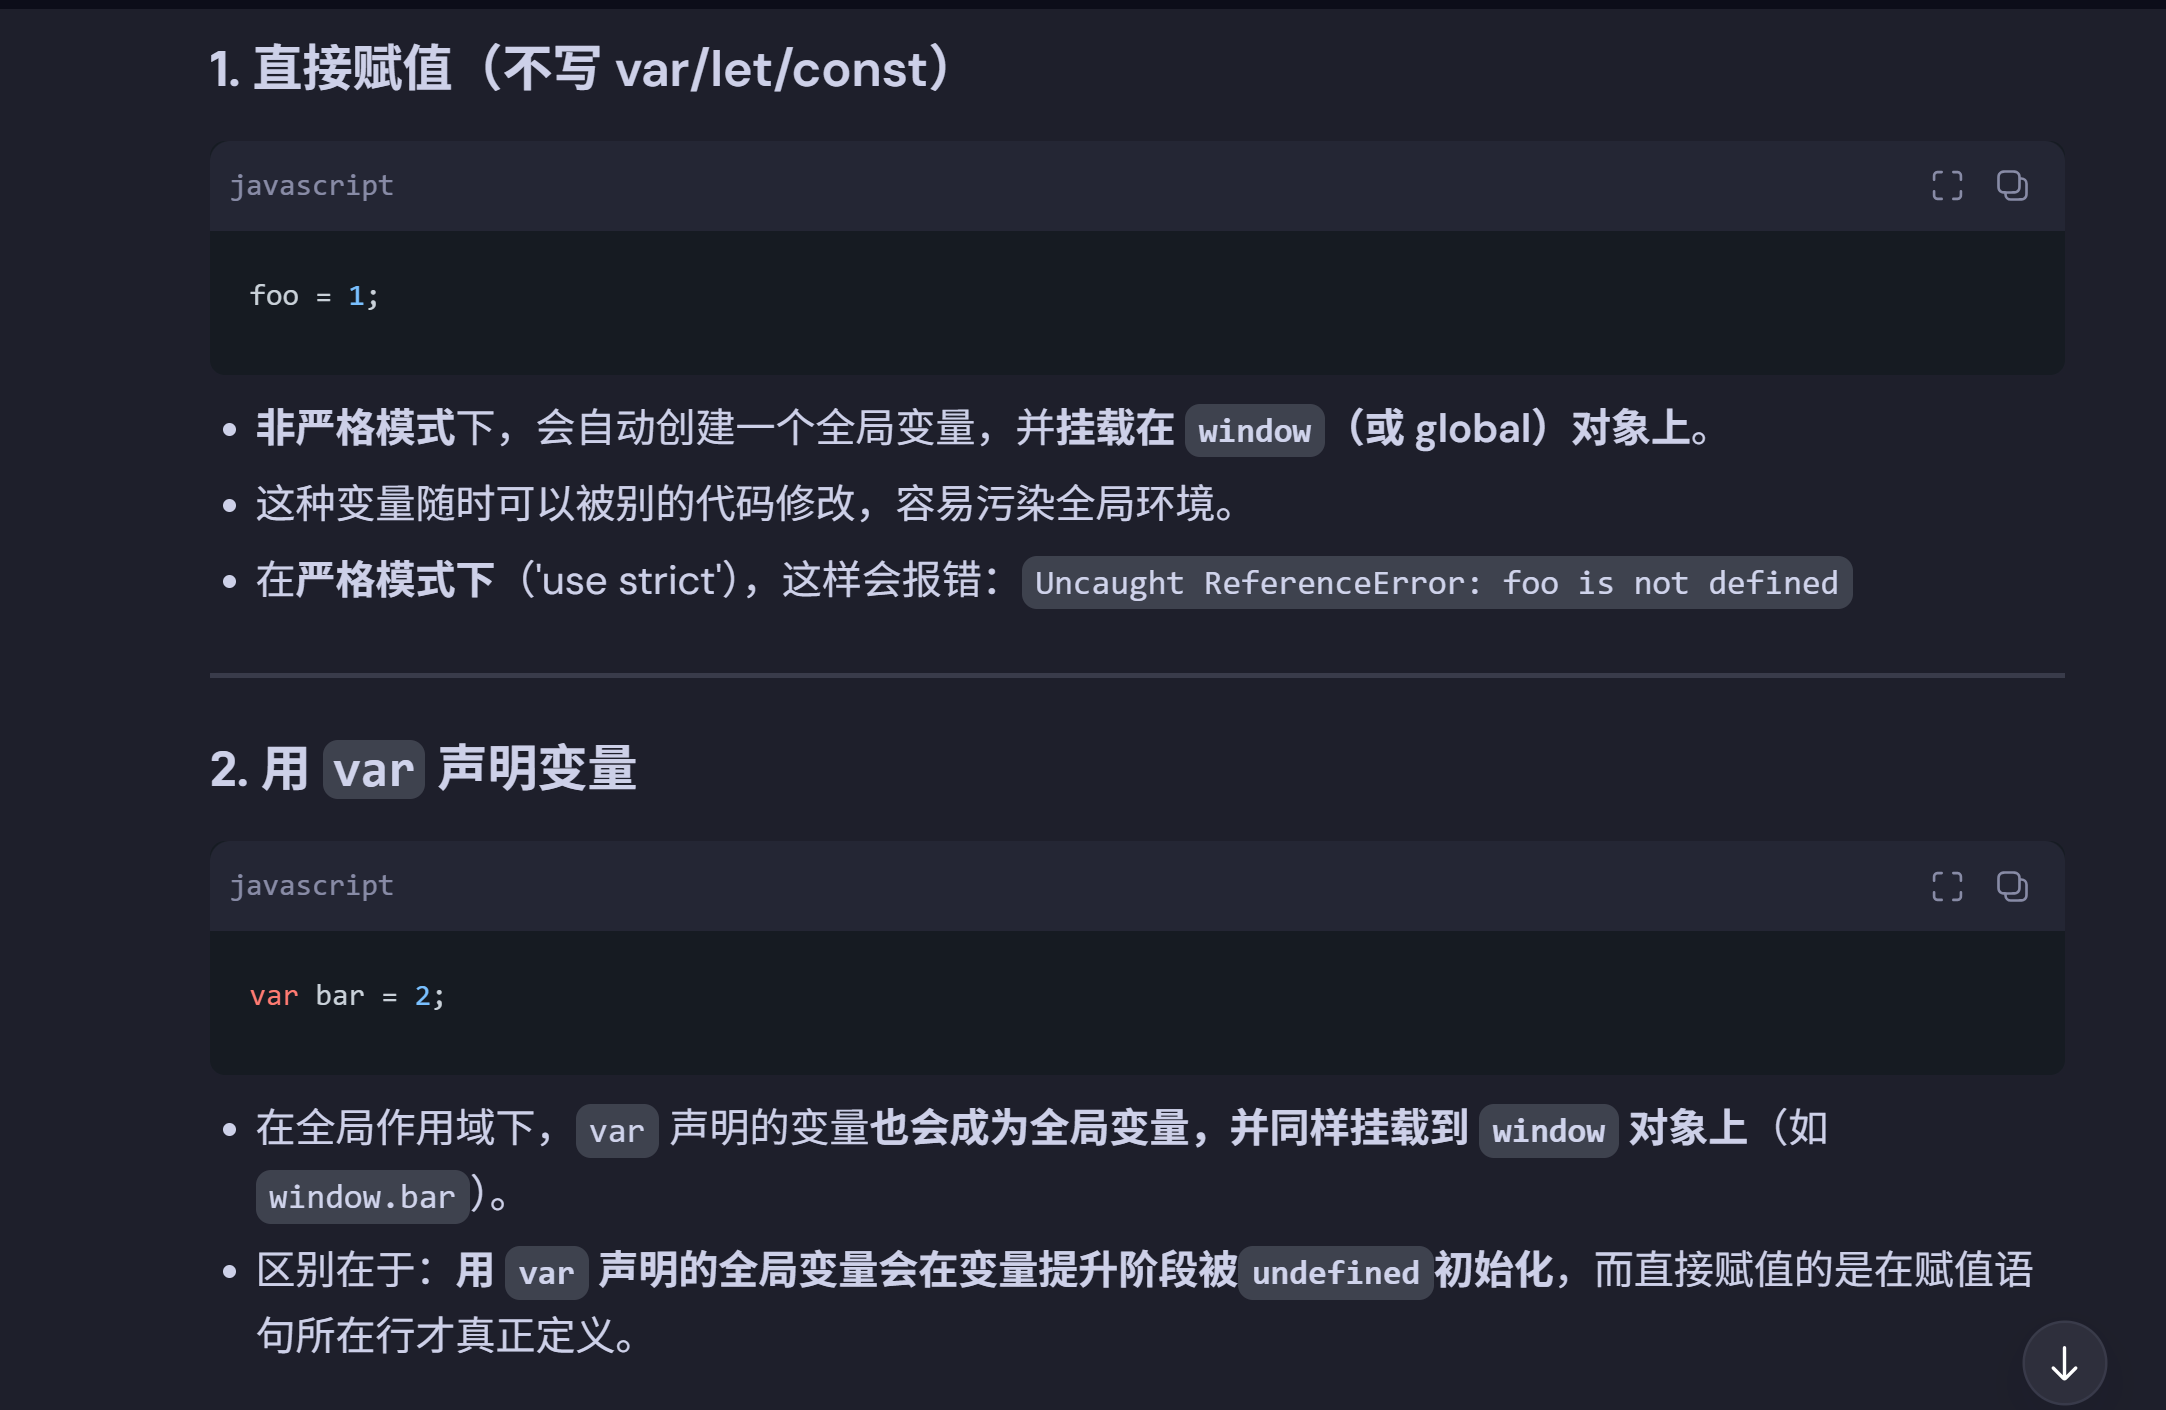 1. 直接赋值（不写 var/let/const）
javascript
foo = 1;
非严格模式下，会自动创建一个全局变量，并挂载在 window（或 global）对象上。
这种变量随时可以被别的代码修改，容易污染全局环境。
在严格模式下（'use strict'），这样会报错：Uncaught ReferenceError: foo is not defined
2. 用 var 声明变量
javascript
var bar = 2;
在全局作用域下，var 声明的变量也会成为全局变量，并同样挂载到 window 对象上（如
window.bar）。
区别在于：用 var 声明的全局变量会在变量提升阶段被undefined初始化，而直接赋值的是在赋值语
句所在行才真正定义。